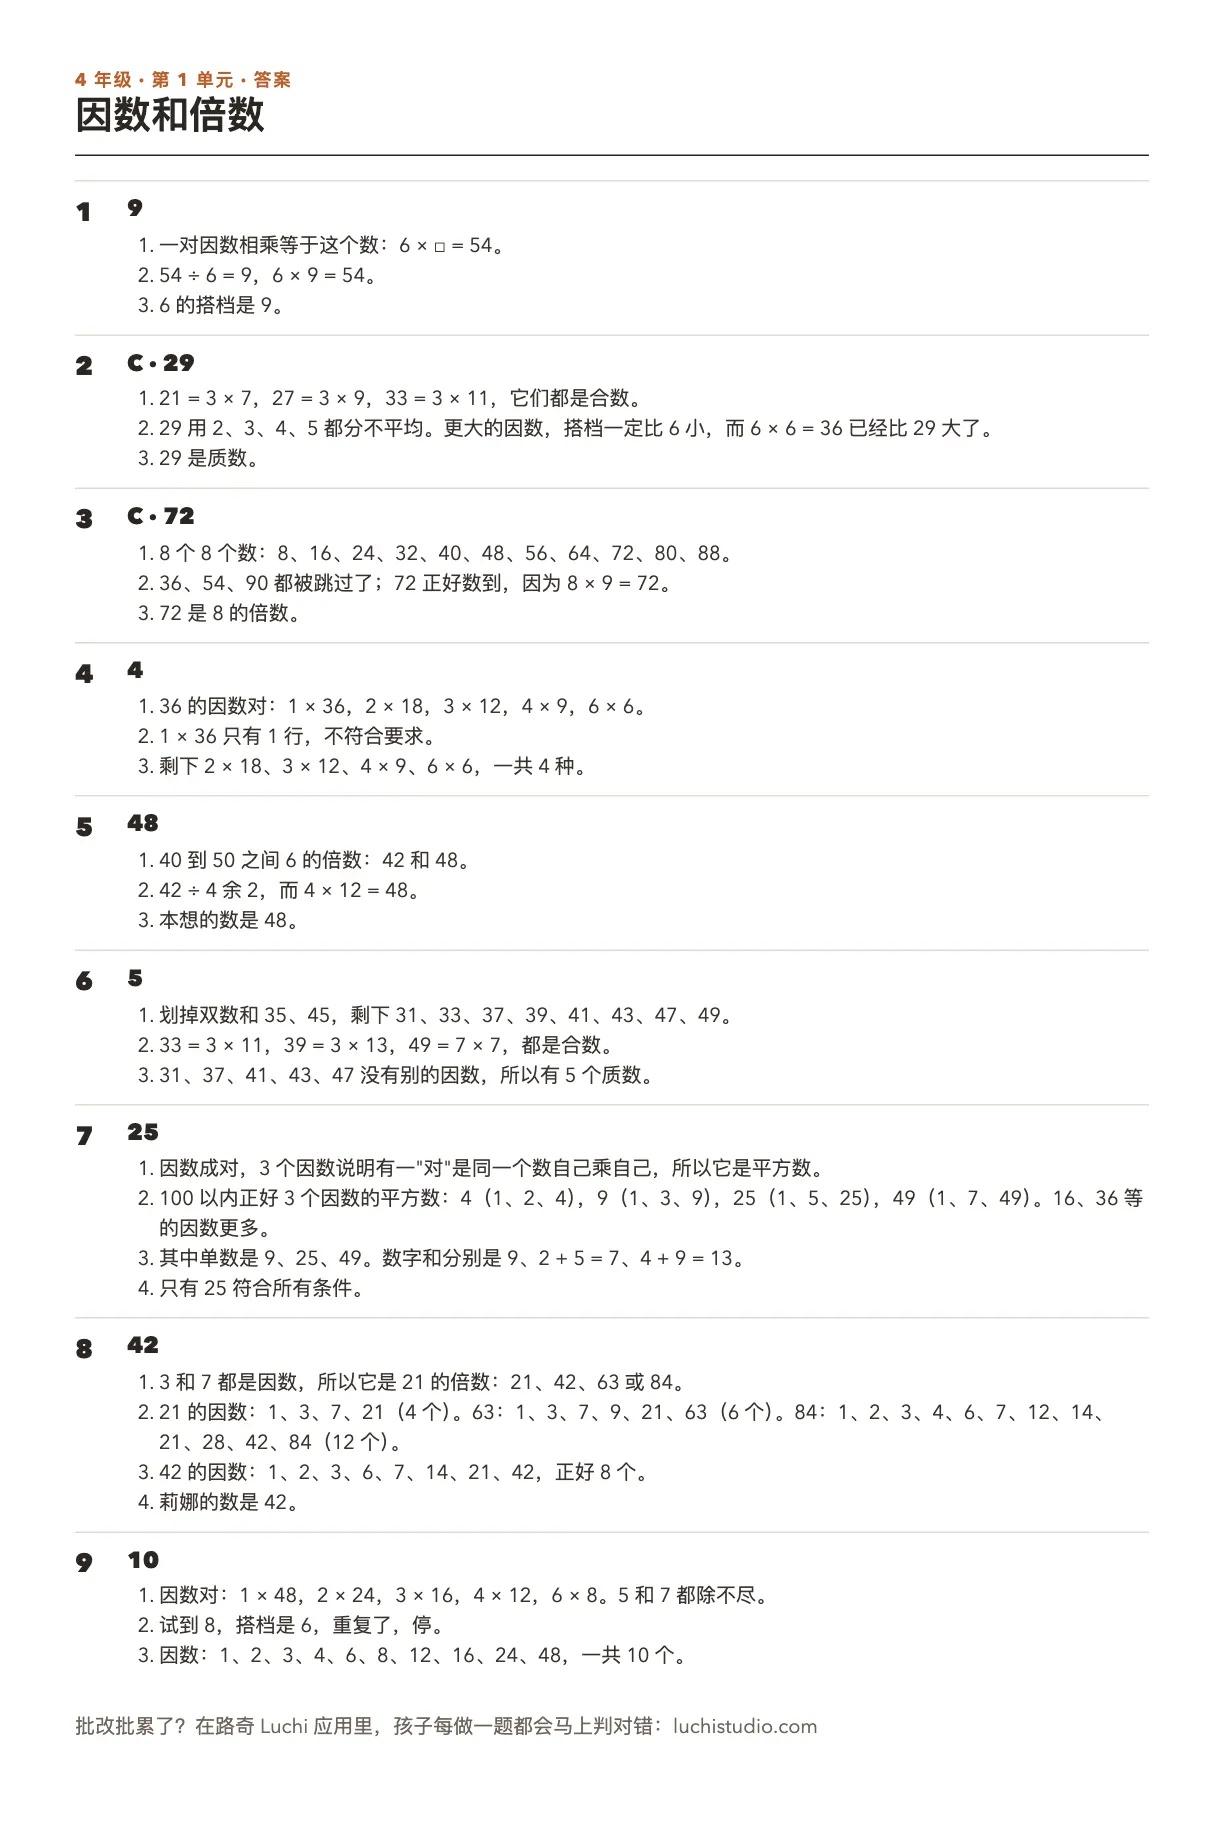 4 年级 · 第 1 单元 · 答案
因数和倍数
1 9
1. 一对因数相乘等于这个数：6 × □ = 54。
2. 54 ÷ 6 = 9，6 × 9 = 54。
3. 6 的搭档是 9。
2 C · 29
1. 21 = 3 × 7，27 = 3 × 9，33 = 3 × 11，它们都是合数。
2. 29 用 2、3、4、5 都分不平均。更大的因数，搭档一定比 6 小，而 6 × 6 = 36 已经比 29 大了。
3. 29 是质数。
3 C · 72
1. 8 个 8 个数：8、16、24、32、40、48、56、64、72、80、88。
2. 36、54、90 都被跳过了；72 正好数到，因为 8 × 9 = 72。
3. 72 是 8 的倍数。
4 4
1. 36 的因数对：1 × 36，2 × 18，3 × 12，4 × 9，6 × 6。
2. 1 × 36 只有 1 行，不符合要求。
3. 剩下 2 × 18、3 × 12、4 × 9、6 × 6，一共 4 种。
5 48
1. 40 到 50 之间 6 的倍数：42 和 48。
2. 42 ÷ 4 余 2，而 4 × 12 = 48。
3. 本想的数是 48。
6 5
1. 划掉双数和 35、45，剩下 31、33、37、39、41、43、47、49。
2. 33 = 3 × 11，39 = 3 × 13，49 = 7 × 7，都是合数。
3. 31、37、41、43、47 没有别的因数，所以有 5 个质数。
7 25
1. 因数成对，3 个因数说明有一"对"是同一个数自己乘自己，所以它是平方数。
2. 100 以内正好 3 个因数的平方数：4（1、2、4），9（1、3、9），25（1、5、25），49（1、7、49）。16、36 等
的因数更多。
3. 其中单数是 9、25、49。数字和分别是 9、2 + 5 = 7、4 + 9 = 13。
4. 只有 25 符合所有条件。
8 42
1. 3 和 7 都是因数，所以它是 21 的倍数：21、42、63 或 84。
2. 21 的因数：1、3、7、21（4 个）。63：1、3、7、9、21、63（6 个）。84：1、2、3、4、6、7、12、14、
21、28、42、84（12 个）。
3. 42 的因数：1、2、3、6、7、14、21、42，正好 8 个。
4. 莉娜的数是 42。
9 10
1. 因数对：1 × 48，2 × 24，3 × 16，4 × 12，6 × 8。5 和 7 都除不尽。
2. 试到 8，搭档是 6，重复了，停。
3. 因数：1、2、3、4、6、8、12、16、24、48，一共 10 个。
批改批累了？在路奇 Luchi 应用里，孩子每做一题都会马上判对错：luchistudio.com